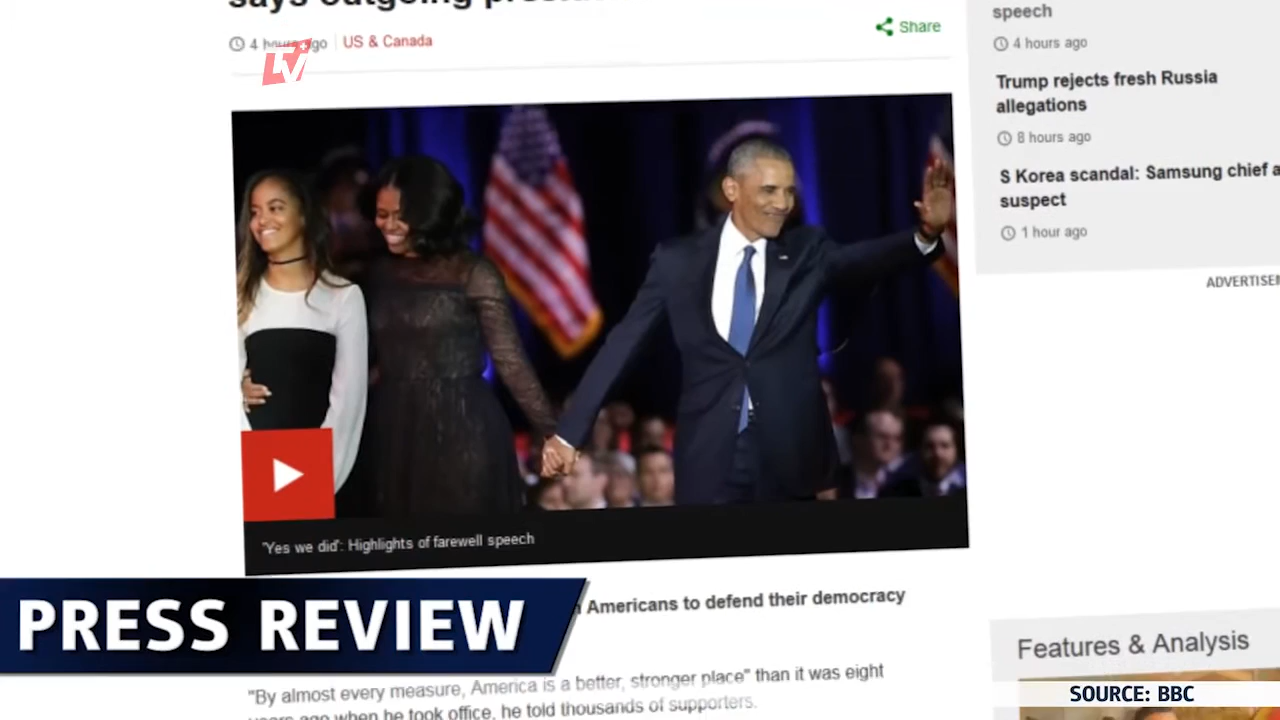 says outgoing
4 hours ago
US & Canada
Share
speech
4 hours ago
Trump rejects fresh Russia
allegations
8 hours ago
S Korea scandal: Samsung chief a
suspect
1 hour ago
ADVERTISEM
'Yes we did': Highlights of farewell speech
Americans to defend their democracy
PRESS REVIEW
"By almost every measure, America is a better, stronger place" than it was eight
years ago when he took office, he told thousands of supporters.
Features & Analysis
SOURCE: BBC